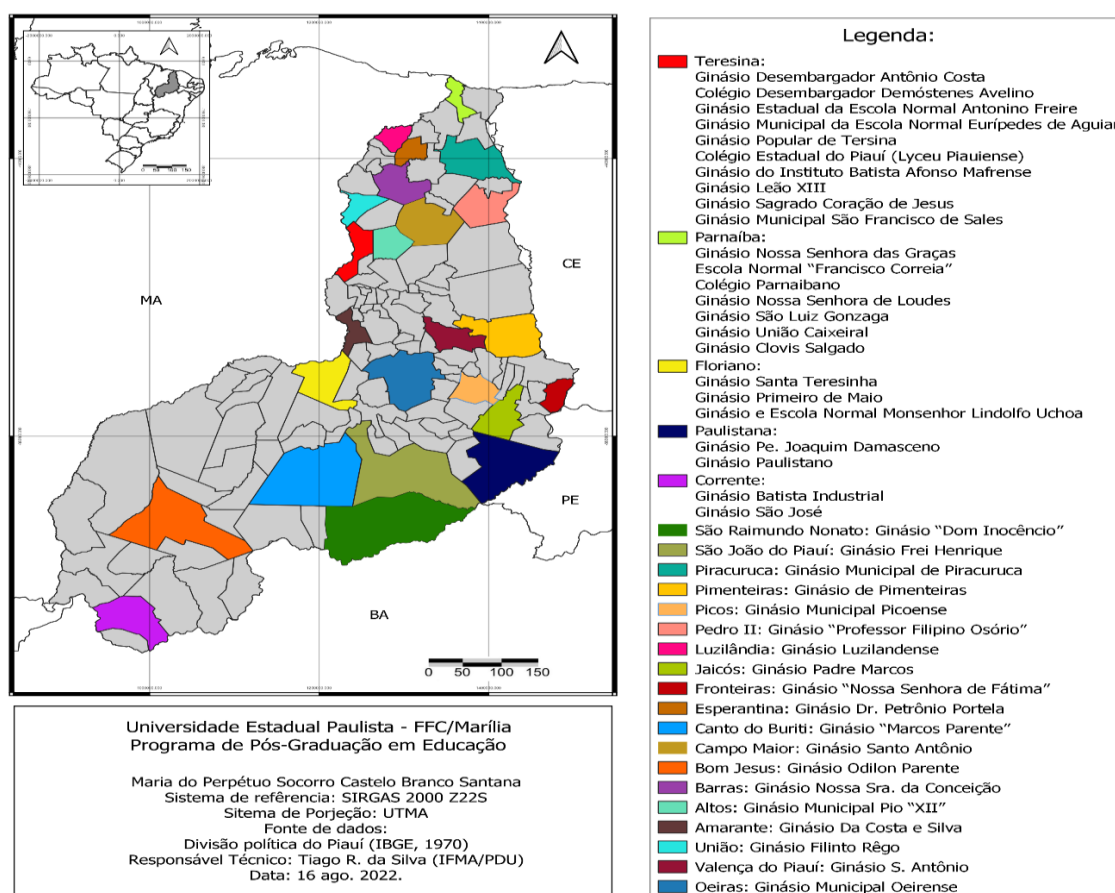 MA
CE
PE
BA
0 50 100 150
0 50 100 150
Universidade Estadual Paulista - FFC/Marília
Programa de Pós-Graduação em Educação
Maria do Perpétuo Socorro Castelo Branco Santana
Sistema de refêrencia: SIRGAS 2000 Z22S
Sitema de Porjeção: UTMA
Fonte de dados:
Divisão política do Piauí (IBGE, 1970)
Responsável Técnico: Tiago R. da Silva (IFMA/PDU)
Data: 16 ago. 2022.
Legenda:
Teresina:
Ginásio Desembargador Antônio Costa
Colégio Desembargador Demóstenes Avelino
Ginásio Estadual da Escola Normal Antonino Freire
Ginásio Municipal da Escola Normal Eurípedes de Aguiar
Ginásio Popular de Tersina
Colégio Estadual do Piauí (Lyceu Piauiense)
Ginásio do Instituto Batista Afonso Mafrense
Ginásio Leão XIII
Ginásio Sagrado Coração de Jesus
Ginásio Municipal São Francisco de Sales
Parnaíba:
Ginásio Nossa Senhora das Graças
Escola Normal “Francisco Correia”
Colégio Parnaibano
Ginásio Nossa Senhora de Loudes
Ginásio São Luiz Gonzaga
Ginásio União Caixeiral
Ginásio Clovis Salgado
Floriano:
Ginásio Santa Teresinha
Ginásio Primeiro de Maio
Ginásio e Escola Normal Monsenhor Lindolfo Uchoa
Paulistana:
Ginásio Pe. Joaquim Damasceno
Ginásio Paulistano
Corrente:
Ginásio Batista Industrial
Ginásio São José
São Raimundo Nonato: Ginásio “Dom Inocêncio”
São João do Piauí: Ginásio Frei Henrique
Piracuruca: Ginásio Municipal de Piracuruca
Pimenteiras: Ginásio de Pimenteiras
Picos: Ginásio Municipal Picoense
Pedro II: Ginásio “Professor Filipino Osório”
Luzilândia: Ginásio Luzilandense
Jaicós: Ginásio Padre Marcos
Fronteiras: Ginásio “Nossa Senhora de Fátima”
Esperantina: Ginásio Dr. Petrônio Portela
Canto do Buriti: Ginásio “Marcos Parente”
Campo Maior: Ginásio Santo Antônio
Bom Jesus: Ginásio Odilon Parente
Barras: Ginásio Nossa Sra. da Conceição
Altos: Ginásio Municipal Pio “XII”
Amarante: Ginásio Da Costa e Silva
União: Ginásio Filinto Rêgo
Valença do Piauí: Ginásio S. Antônio
Oeiras: Ginásio Municipal Oeirense